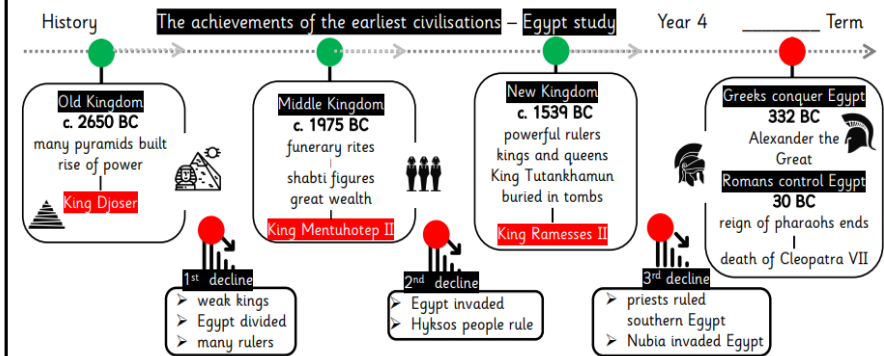 History The achievements of the earliest civilisations – Egypt study Year 4 ________ Term
Old Kingdom
c. 2650 BC
many pyramids built
rise of power
King Djoser
Middle Kingdom
c. 1975 BC
funerary rites
shabti figures
great wealth
King Mentuhotep II
New Kingdom
c. 1539 BC
powerful rulers
kings and queens
King Tutankhamun
buried in tombs
King Ramesses II
Greeks conquer Egypt
332 BC
Alexander the
Great
Romans control Egypt
30 BC
reign of pharaohs ends
death of Cleopatra VII
1st decline
➢ weak kings
➢ Egypt divided
➢ many rulers
2nd decline
➢ Egypt invaded
➢ Hyksos people rule
3rd decline
➢ priests ruled
southern Egypt
➢ Nubia invaded Egypt